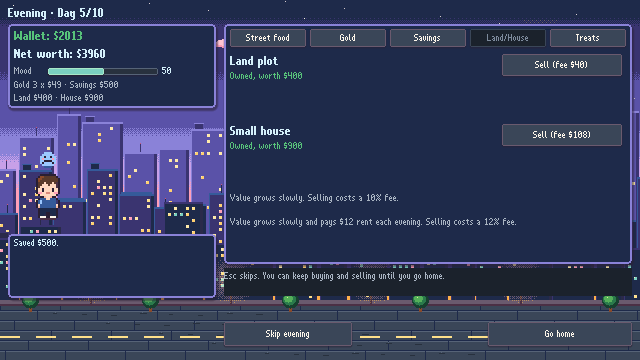 Evening · Day 5/10
Wallet: $2013
Net worth: $3960
Mood 50
Gold 3 x $49 · Savings $500
Land $400 · House $900
Street food
Gold
Savings
Land/House
Treats
Land plot
Owned, worth $400
Sell (fee $40)
Small house
Owned, worth $900
Sell (fee $108)
Value grows slowly. Selling costs a 10% fee.
Value grows slowly and pays $12 rent each evening. Selling costs a 12% fee.
Saved $500.
Esc skips. You can keep buying and selling until you go home.
Skip evening
Go home